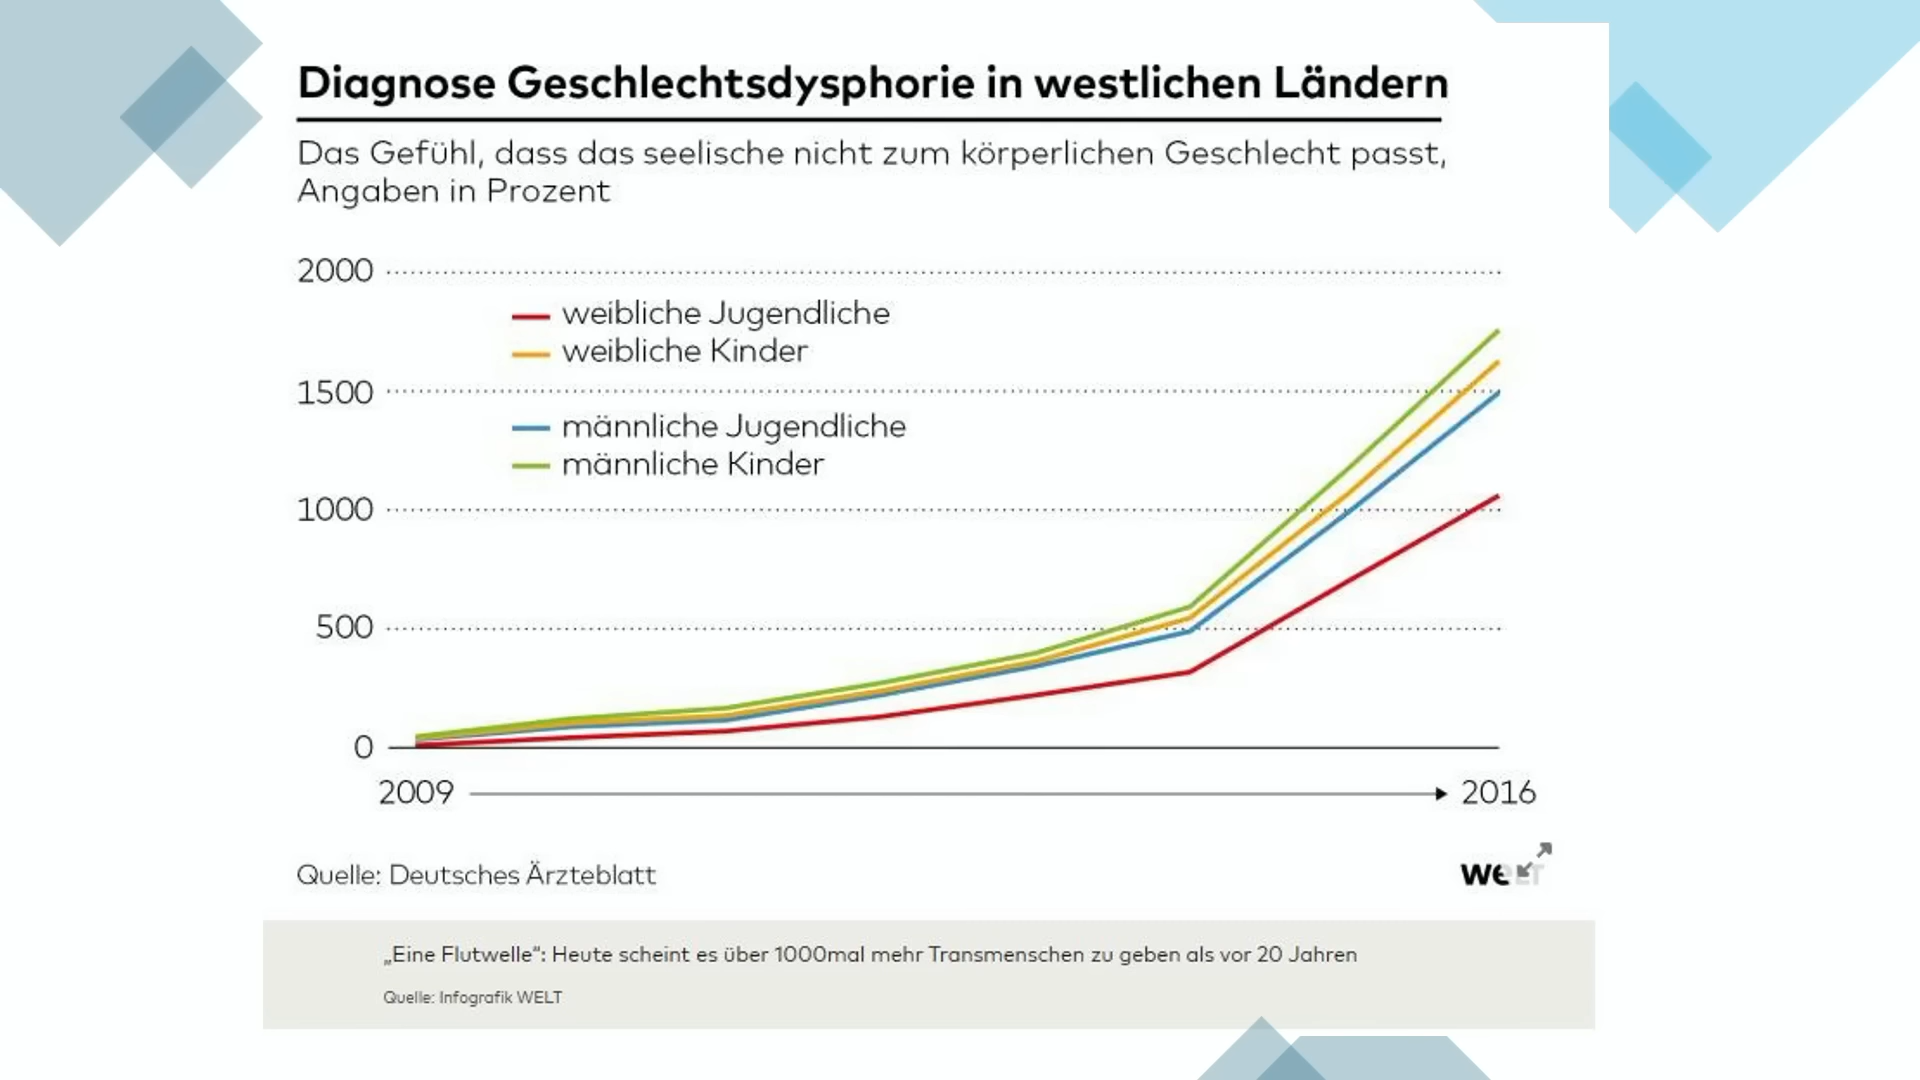 Diagnose Geschlechtsdysphorie in westlichen Ländern
Das Gefühl, dass das seelische nicht zum körperlichen Geschlecht passt,
Angaben in Prozent
2000
weibliche Jugendliche
weibliche Kinder
1500
männliche Jugendliche
männliche Kinder
1000
500
0
2009
2016
Quelle: Deutsches Ärzteblatt
WELT
„Eine Flutwelle“: Heute scheint es über 1000mal mehr Transmenschen zu geben als vor 20 Jahren
Quelle: Infografik WELT